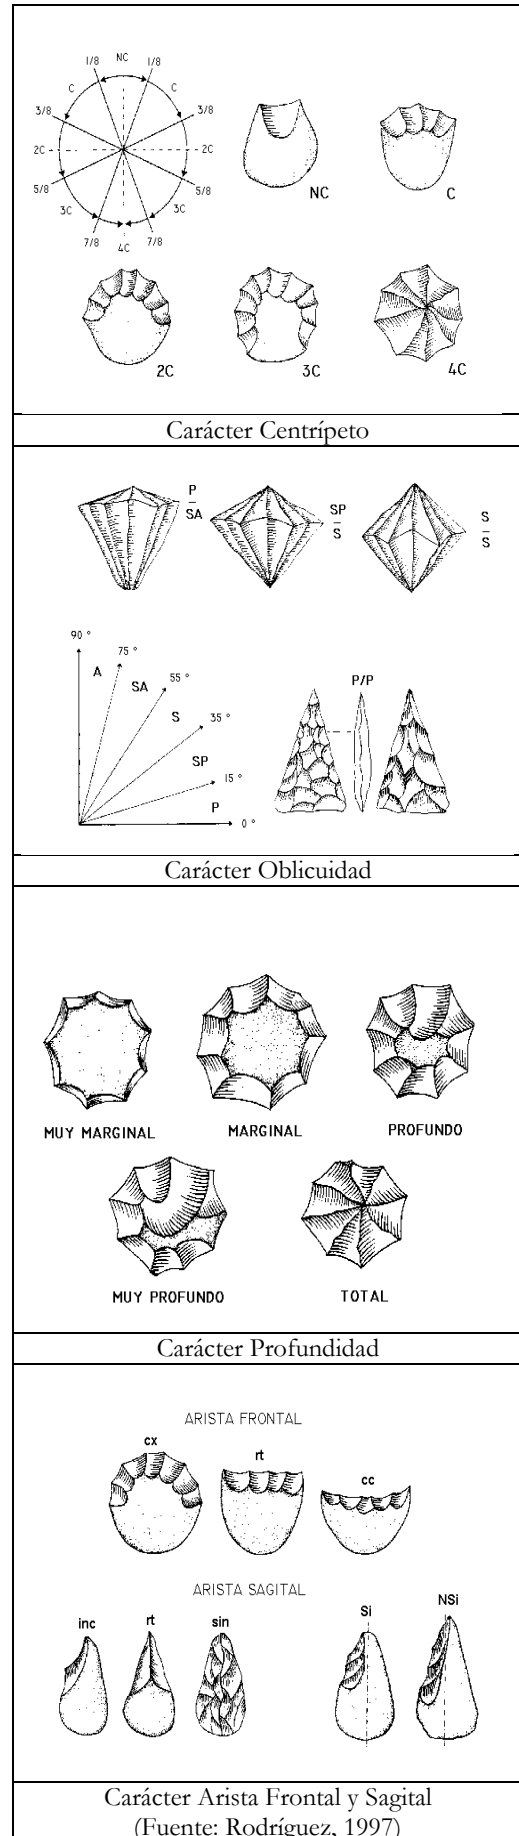 NC
1/8 1/8
C C
3/8 3/8
2C 2C
5/8 5/8
3C 3C
7/8 7/8
4C
NC C
2C 3C 4C
Carácter Centrípeto
P
SA
SP
S
S
S
90 °
75 °
A
SA
55 °
S
35 °
SP
15 °
P
0 °
P/P
Carácter Oblicuidad
MUY MARGINAL MARGINAL PROFUNDO
MUY PROFUNDO TOTAL
Carácter Profundidad
ARISTA FRONTAL
cx rt cc
ARISTA SAGITAL
inc rt sin Si NSi
Carácter Arista Frontal y Sagital
(Fuente: Rodríguez, 1997)